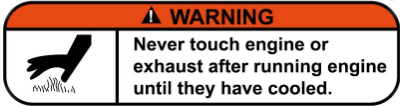 WARNING
Never touch engine or
exhaust after running engine
until they have cooled.